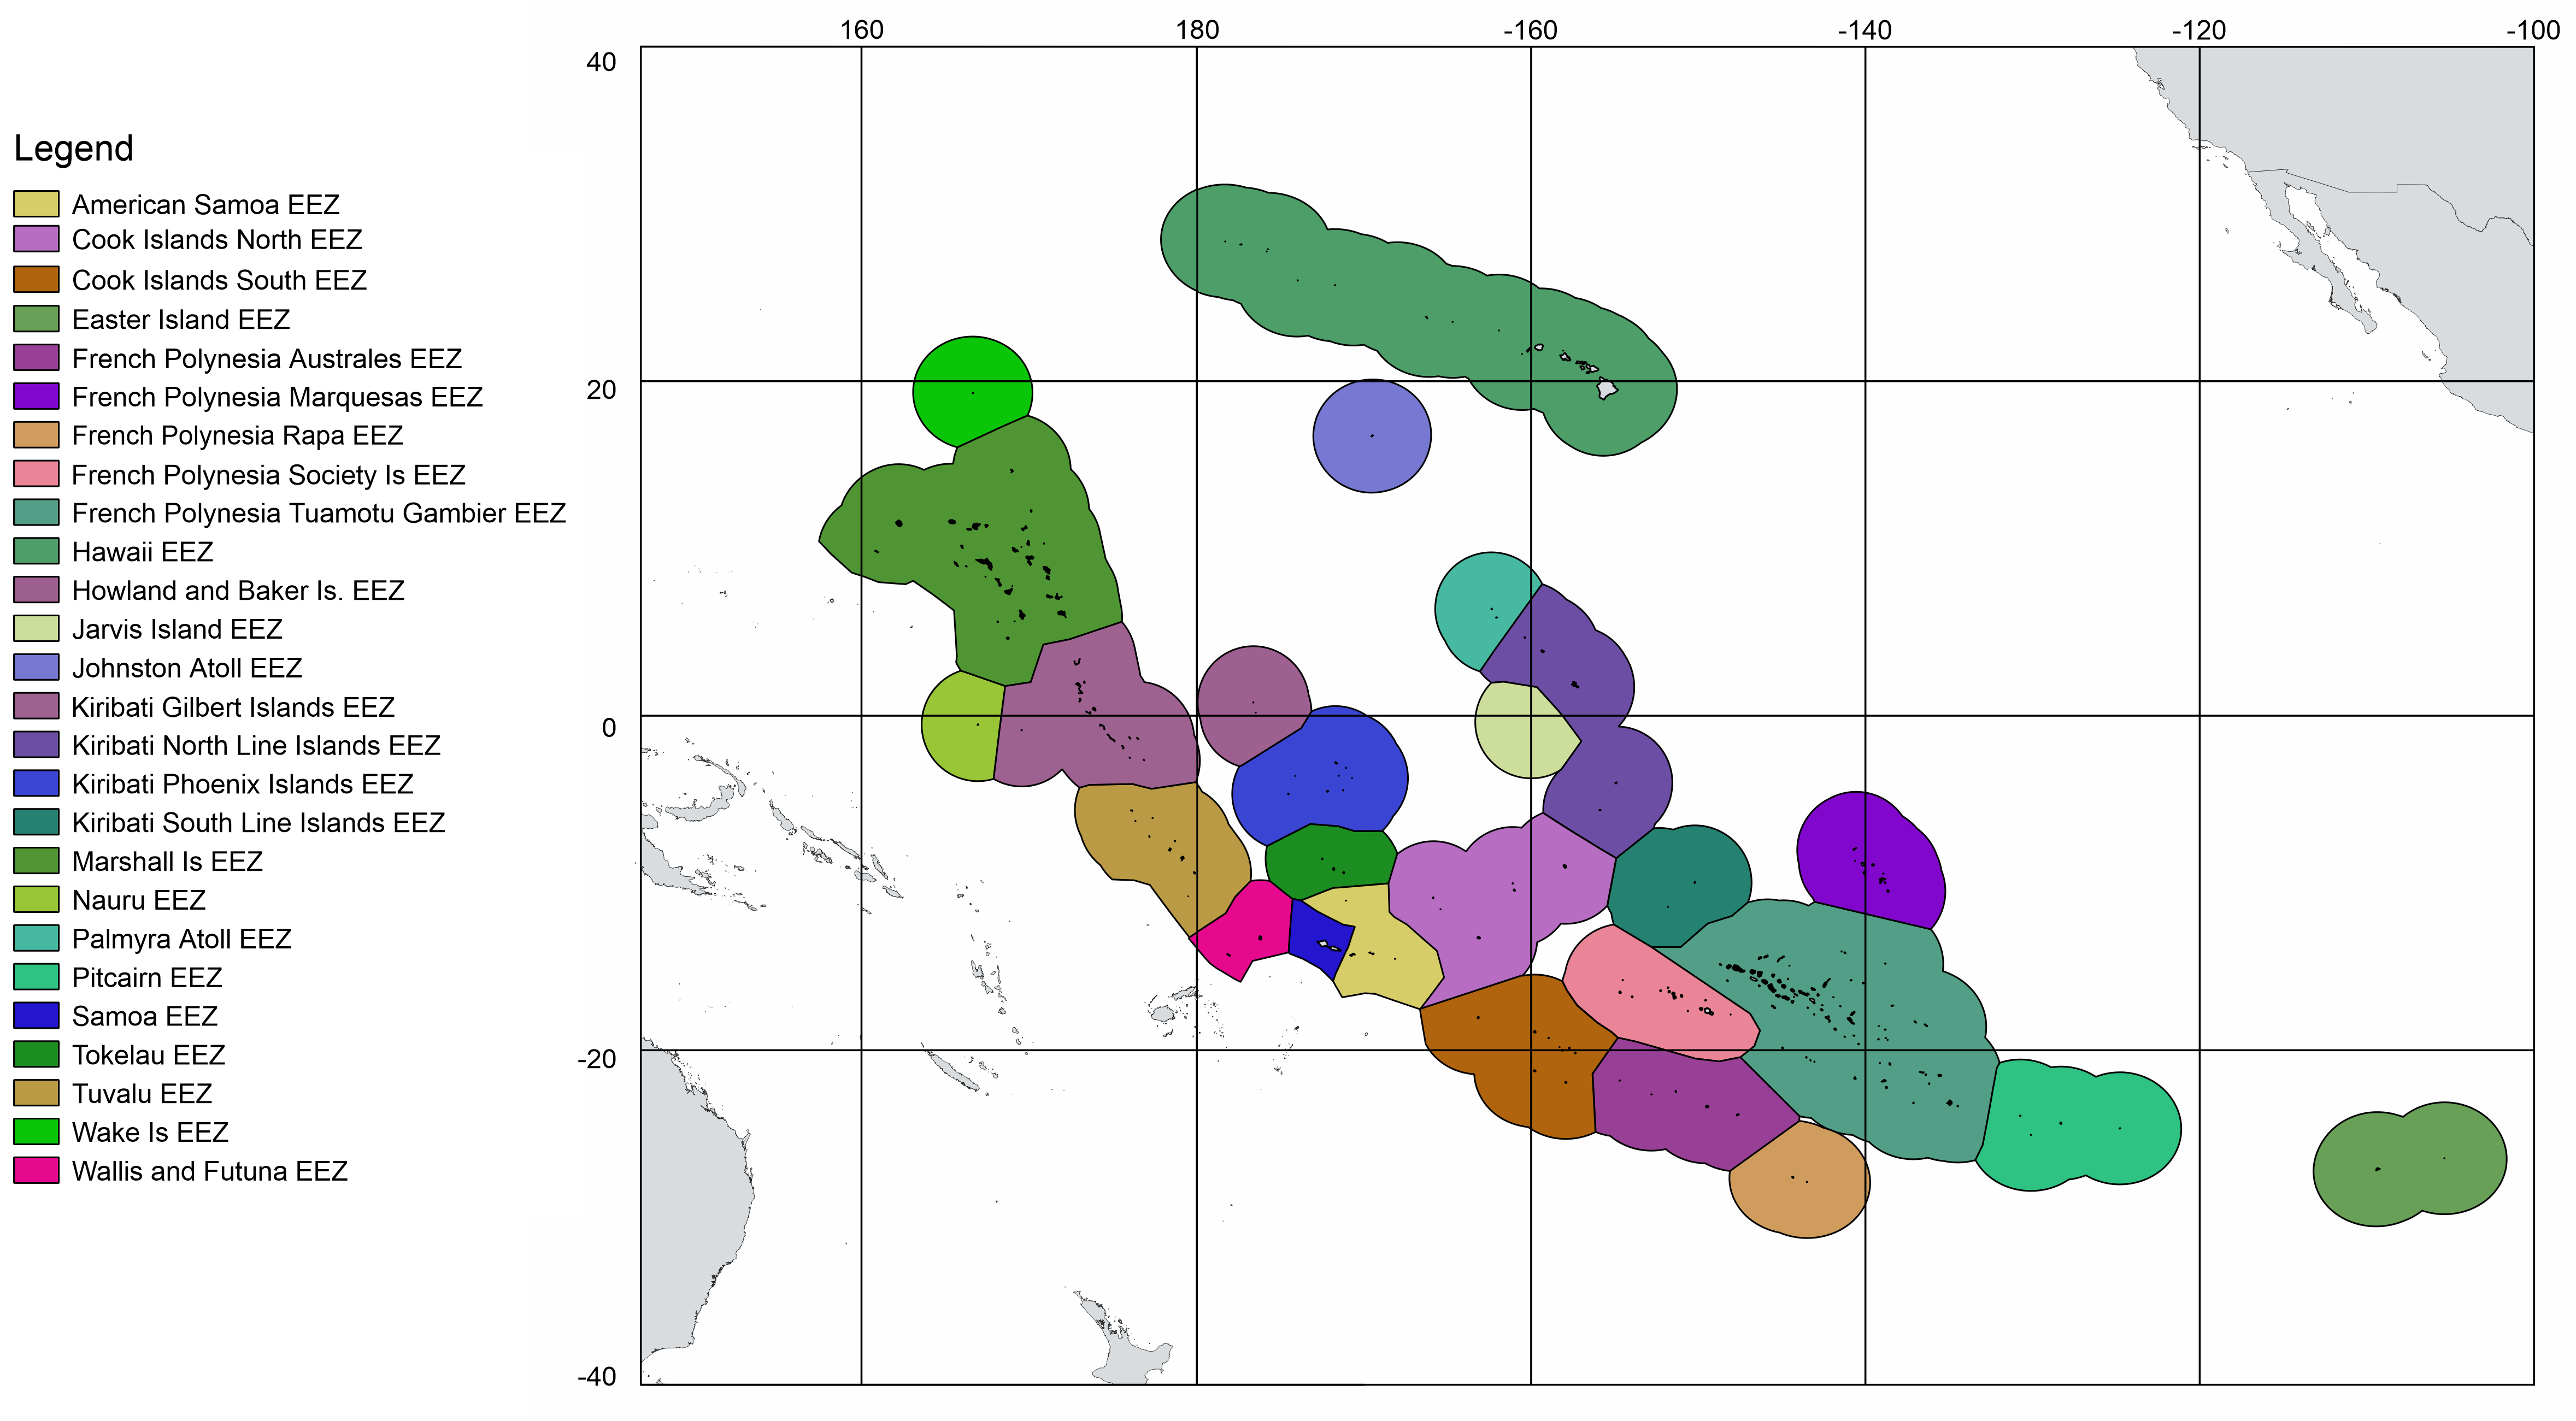 160 180 -160 -140 -120 -100
40
20
0
-20
-40
Legend
American Samoa EEZ
Cook Islands North EEZ
Cook Islands South EEZ
Easter Island EEZ
French Polynesia Australes EEZ
French Polynesia Marquesas EEZ
French Polynesia Rapa EEZ
French Polynesia Society Is EEZ
French Polynesia Tuamotu Gambier EEZ
Hawaii EEZ
Howland and Baker Is. EEZ
Jarvis Island EEZ
Johnston Atoll EEZ
Kiribati Gilbert Islands EEZ
Kiribati North Line Islands EEZ
Kiribati Phoenix Islands EEZ
Kiribati South Line Islands EEZ
Marshall Is EEZ
Nauru EEZ
Palmyra Atoll EEZ
Pitcairn EEZ
Samoa EEZ
Tokelau EEZ
Tuvalu EEZ
Wake Is EEZ
Wallis and Futuna EEZ